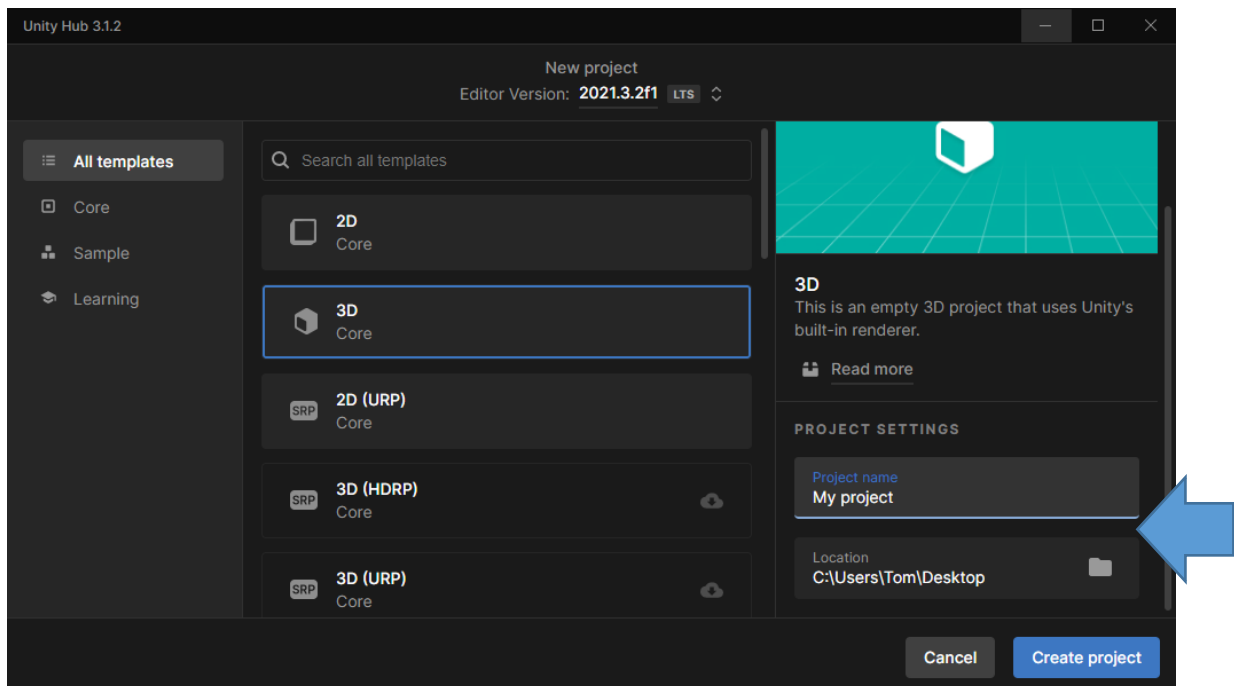 Unity Hub 3.1.2
New project
Editor Version: 2021.3.2f1 LTS
All templates
Core
Sample
Learning
Search all templates
2D
Core
3D
Core
SRP
2D (URP)
Core
SRP
3D (HDRP)
Core
SRP
3D (URP)
Core
3D
This is an empty 3D project that uses Unity's
built-in renderer.
Read more
PROJECT SETTINGS
Project name
My project
Location
C:\Users\Tom\Desktop
Cancel
Create project